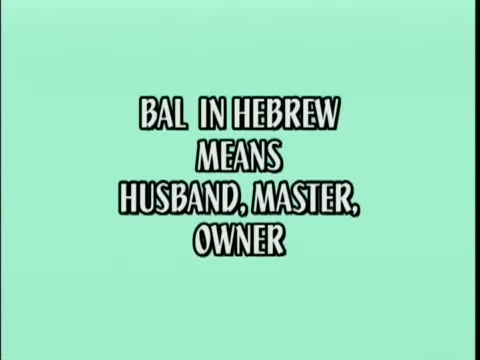 BAL IN HEBREW
MEANS
HUSBAND, MASTER,
OWNER